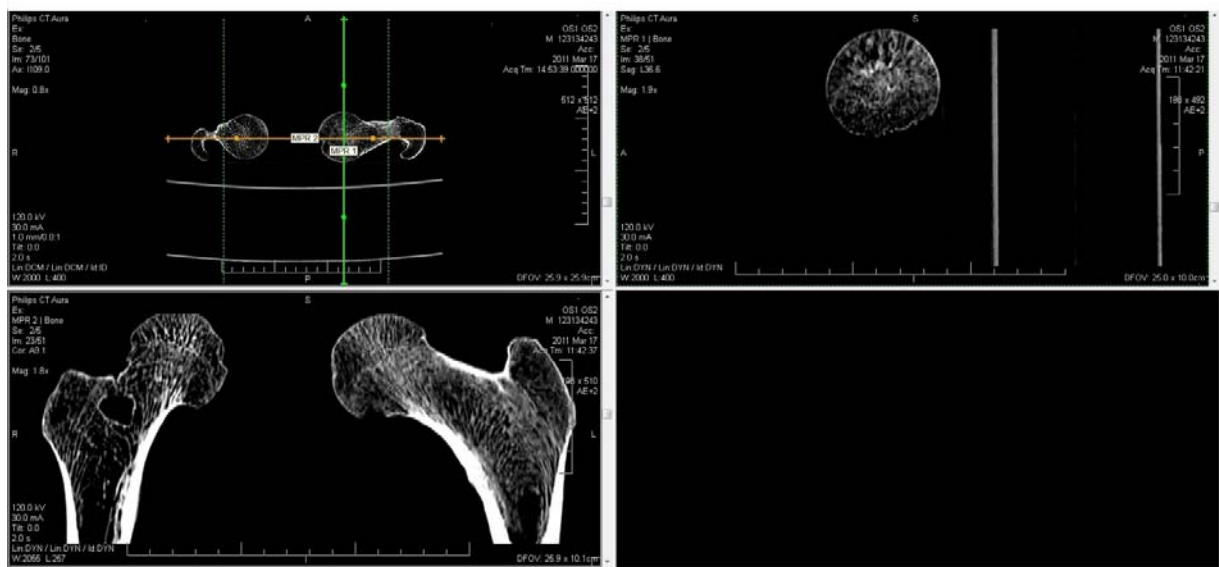 Philips CT Aura
A
Ex:
OS1 OS2
Se: 2/5
M 123134243
Im: 73/101
Acc:
Ax: I109.0
2011 Mar 17
Acq Tm: 14:53:39.000000
Mag: 0.8x
512 x 512
AE+2
MPR 2
MPR 1
R
L
120.0 kV
30.0 mA
1.0 mm/0.0:1
Tilt: 0.0
2.0 s
Lin:DCM / Lin:DCM / Id:ID
W:2000 L:400
P
DFOV: 25.9 x 25.9cm
Philips CT Aura
S
Ex:
OS1 OS2
MPR 1 | Bone
M 123134243
Se: 2/5
Acc:
Im: 38/51
2011 Mar 17
Sag: L36.6
Acq Tm: 11:42:21
Mag: 1.9x
196 x 492
AE+2
A
P
120.0 kV
30.0 mA
Tilt: 0.0
2.0 s
Lin:DYN / Lin:DYN / Id:DYN
W:2000 L:400
I
DFOV: 25.0 x 10.0cm
Philips CT Aura
S
Ex:
OS1 OS2
MPR 2 | Bone
M 123134243
Se: 2/5
Acc:
Im: 23/51
2011 Mar 17
Cor: A9.1
Acq Tm: 11:42:37
Mag: 1.8x
198 x 510
AE+2
R
L
120.0 kV
30.0 mA
Tilt: 0.0
2.0 s
Lin:DYN / Lin:DYN / Id:DYN
W:2055 L:267
I
DFOV: 25.9 x 10.1cm